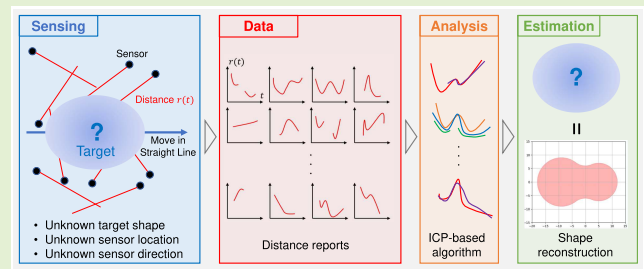 Sensing
Sensor
Distance r(t)
?
Target
Move in
Straight Line
• Unknown target shape
• Unknown sensor location
• Unknown sensor direction
Data
r(t)
t
Distance reports
Analysis
ICP-based
algorithm
Estimation
?
=
Shape
reconstruction